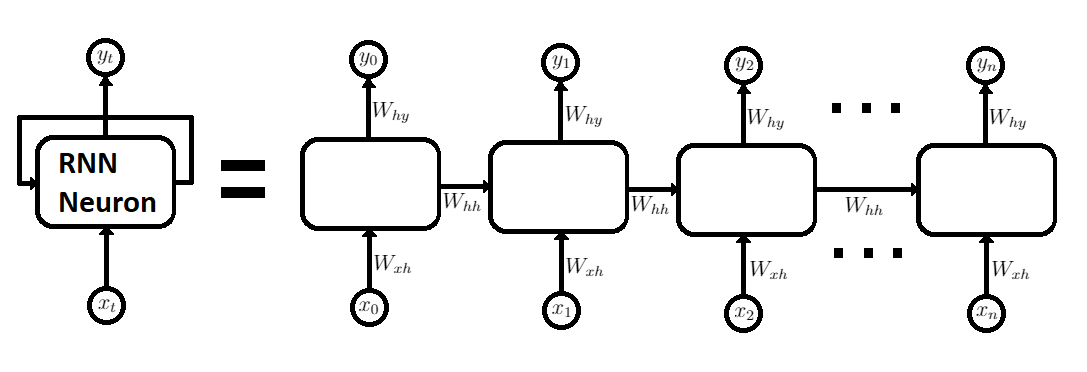 y_t
RNN
Neuron
x_t
=
y_0
y_1
y_2
y_n
W_{hy}
W_{hy}
W_{hy}
W_{hy}
. . .
W_{hh}
W_{hh}
W_{hh}
. . .
W_{xh}
W_{xh}
W_{xh}
W_{xh}
x_0
x_1
x_2
x_n